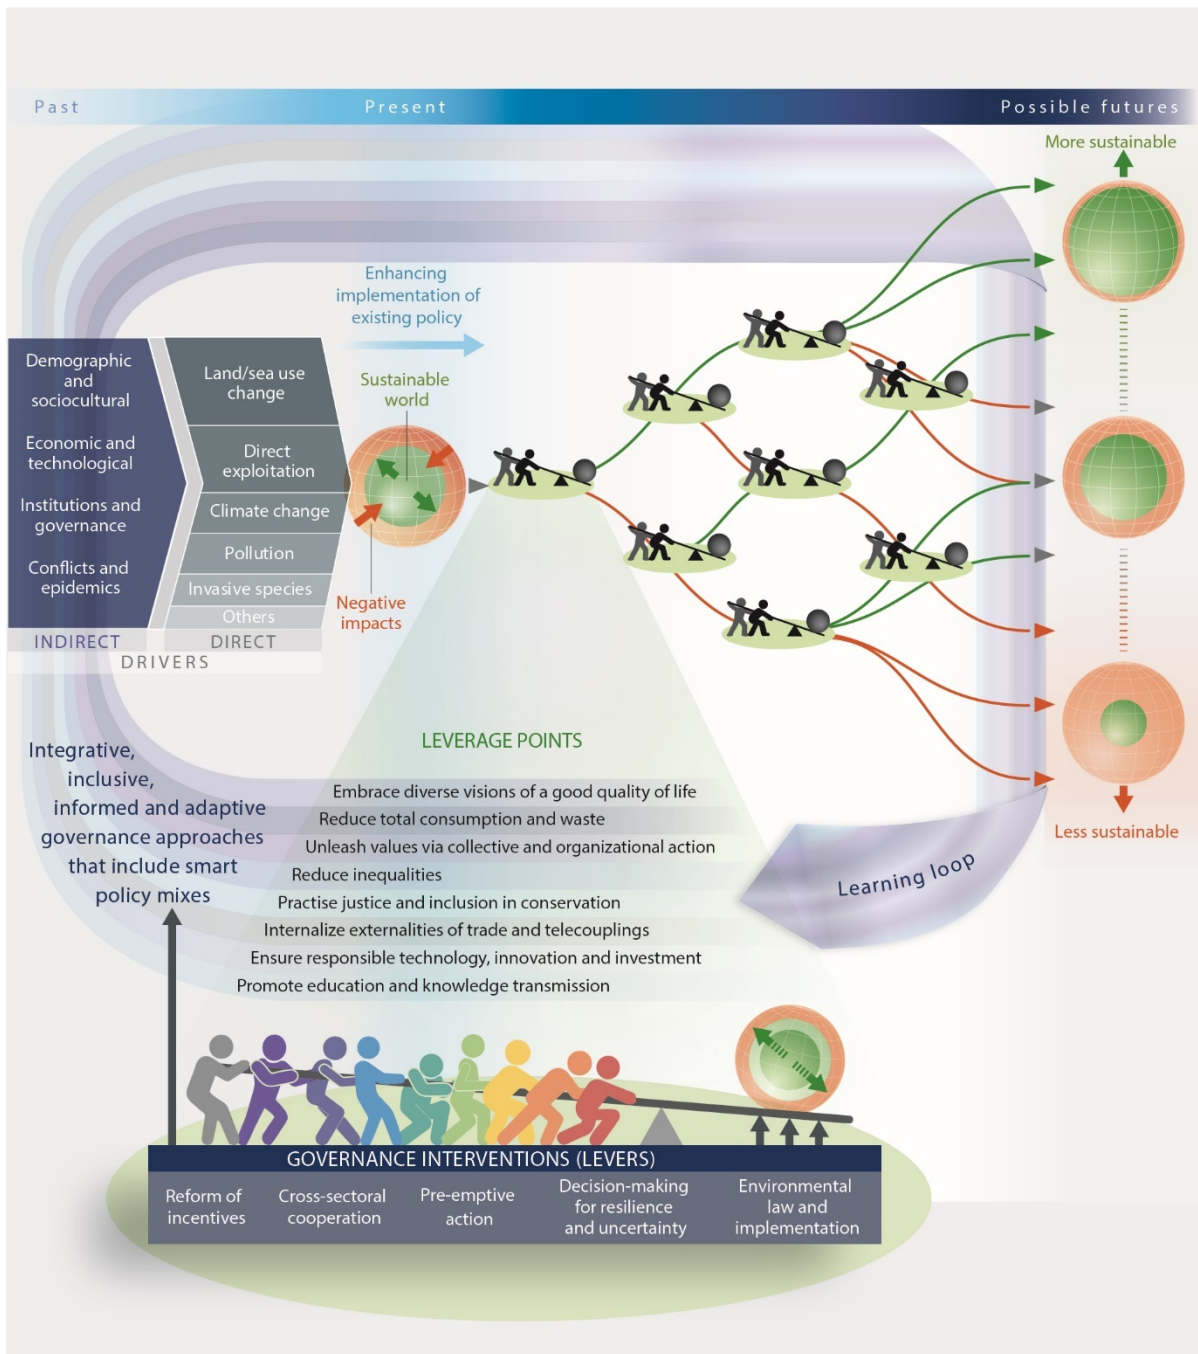 Past
Present
Possible futures
More sustainable
Enhancing
implementation of
existing policy
Demographic
and
sociocultural
Economic and
technological
Institutions and
governance
Conflicts and
epidemics
INDIRECT
Land/sea use
change
Direct
exploitation
Climate change
Pollution
Invasive species
Others
DIRECT
DRIVERS
Sustainable
world
Negative
impacts
Less sustainable
Learning loop
Integrative,
inclusive,
informed and adaptive
governance approaches
that include smart
policy mixes
LEVERAGE POINTS
Embrace diverse visions of a good quality of life
Reduce total consumption and waste
Unleash values via collective and organizational action
Reduce inequalities
Practise justice and inclusion in conservation
Internalize externalities of trade and telecouplings
Ensure responsible technology, innovation and investment
Promote education and knowledge transmission
GOVERNANCE INTERVENTIONS (LEVERS)
Reform of
incentives
Cross-sectoral
cooperation
Pre-emptive
action
Decision-making
for resilience
and uncertainty
Environmental
law and
implementation